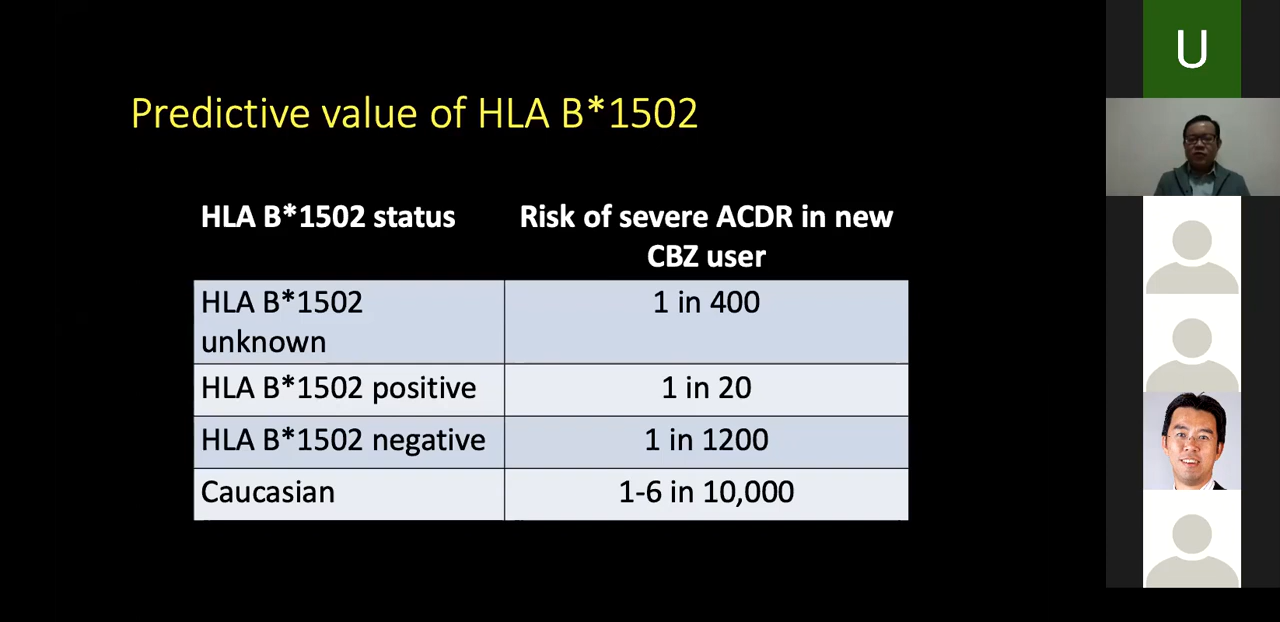 Predictive value of HLA B*1502
HLA B*1502 status
Risk of severe ACDR in new
CBZ user
HLA B*1502
unknown
1 in 400
HLA B*1502 positive
1 in 20
HLA B*1502 negative
1 in 1200
Caucasian
1-6 in 10,000
U